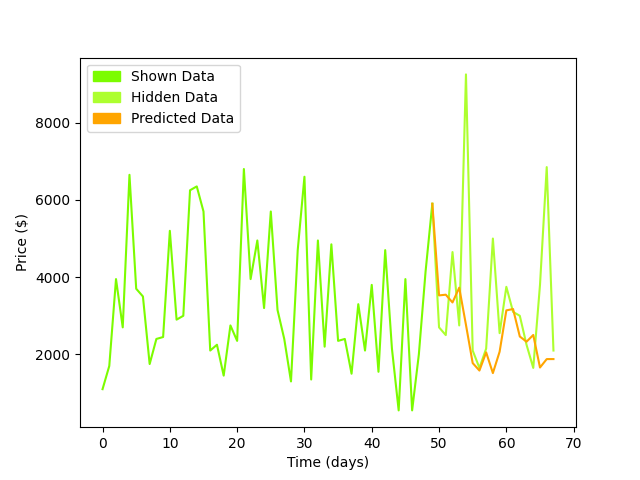 Shown Data
Hidden Data
Predicted Data
8000
6000
4000
2000
Price ($)
0 10 20 30 40 50 60 70
Time (days)